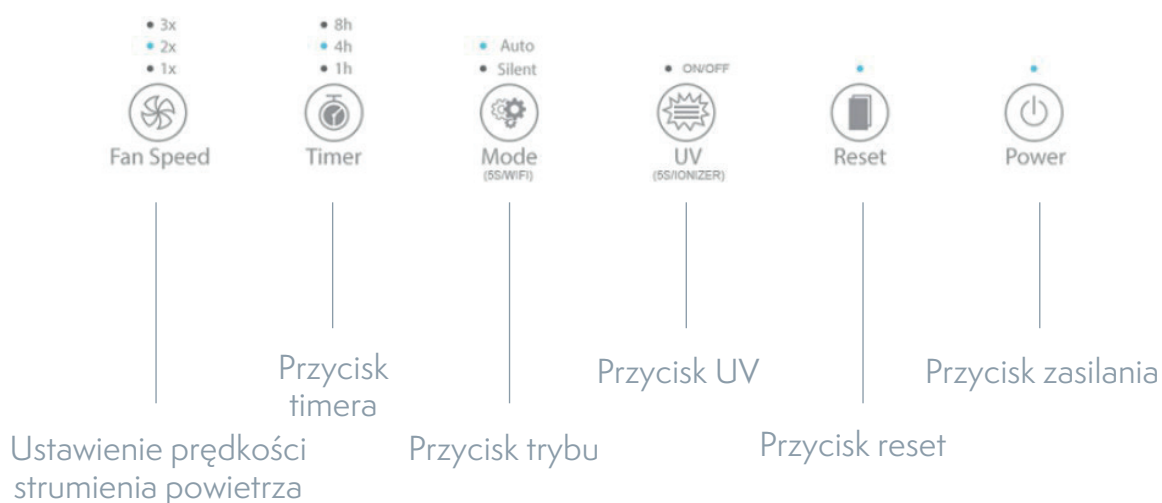 3x
2x
1x
Fan Speed
8h
4h
1h
Timer
Auto
Silent
Mode
(5S/WIFI)
ON/OFF
UV
(5S/IONIZER)
Reset
Power
Przycisk
timera
Przycisk UV
Przycisk zasilania
Ustawienie prędkości
strumienia powietrza
Przycisk trybu
Przycisk reset